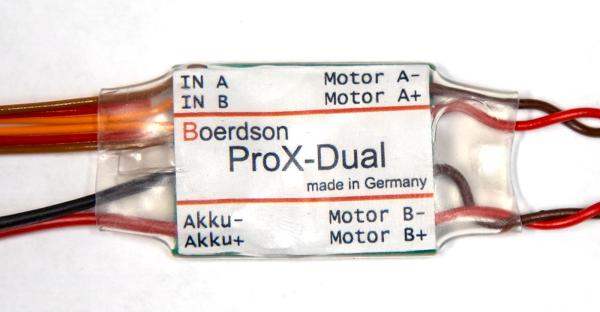 IN A Motor A-
IN B Motor A+
Boerdson
ProX-Dual
made in Germany
Akku- Motor B-
Akku+ Motor B+